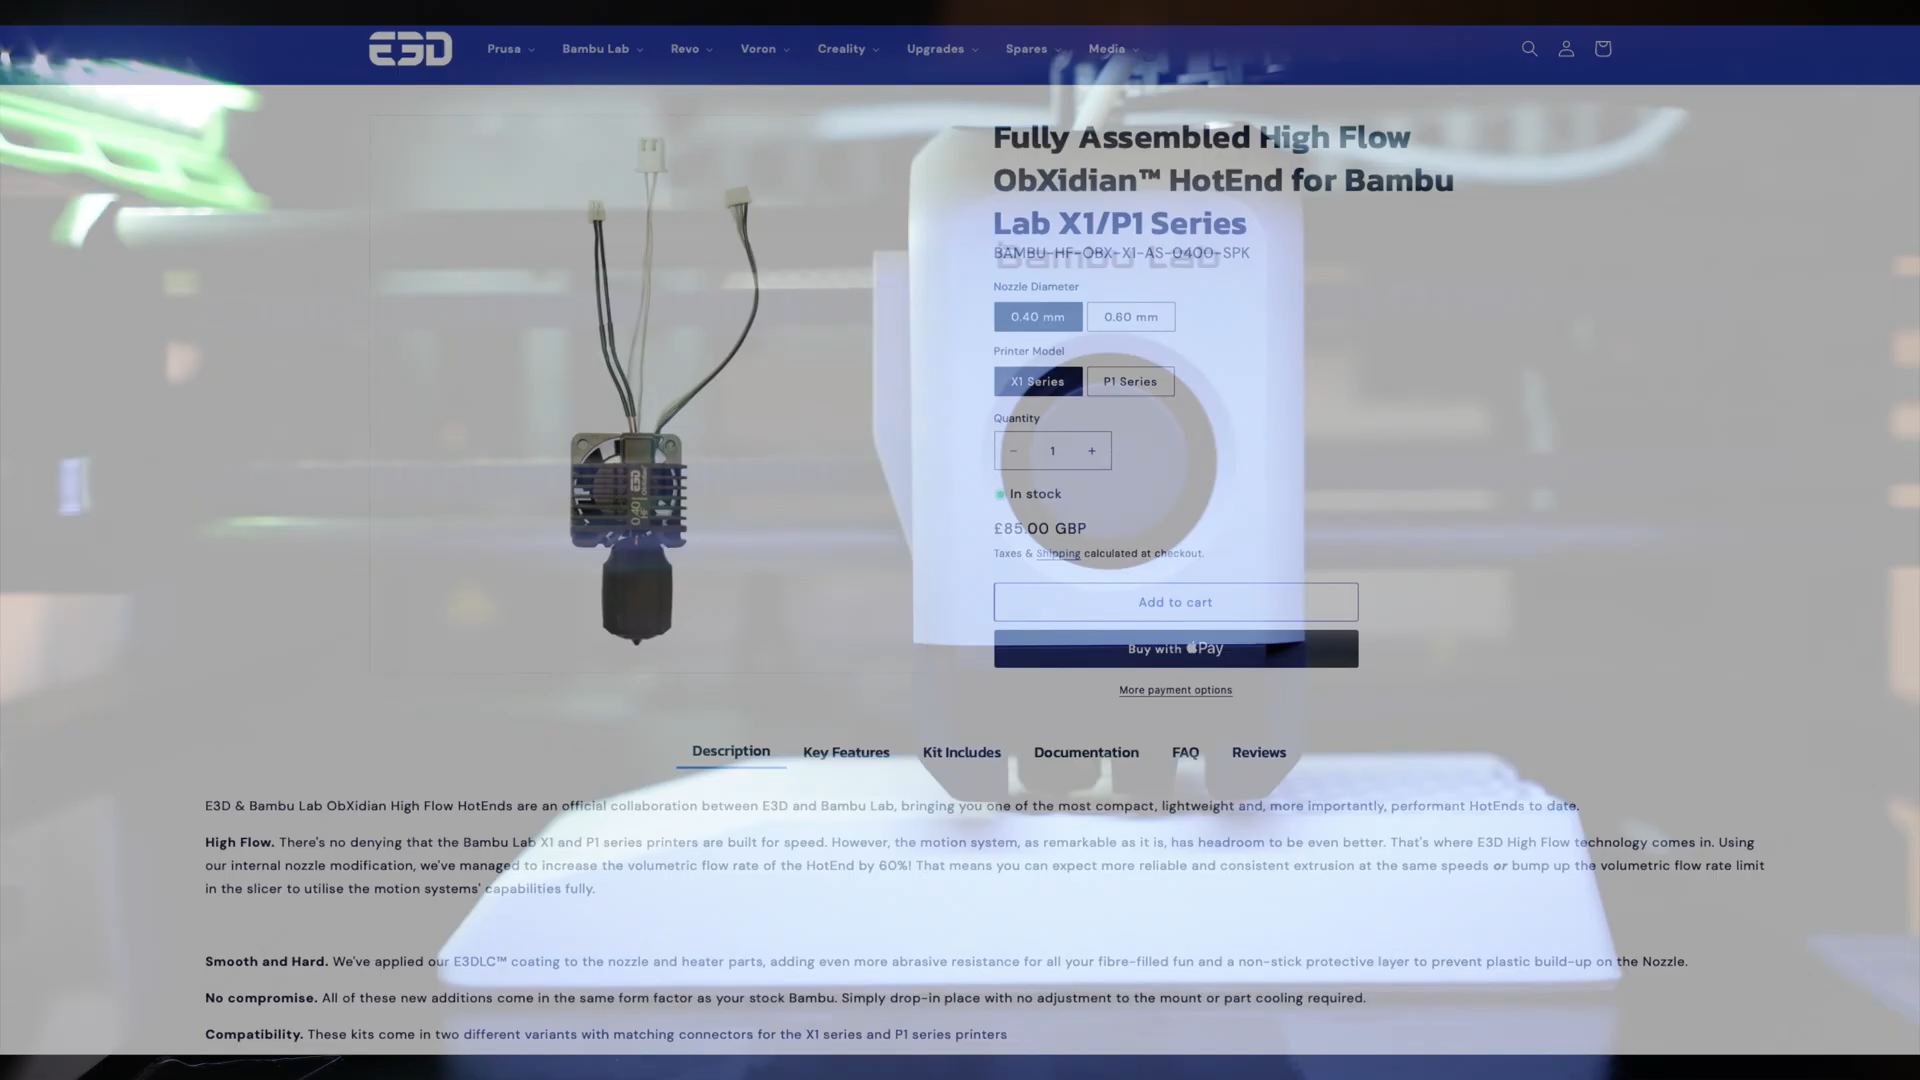 E3D
Prusa
Bambu Lab
Revo
Voron
Creality
Upgrades
Spares
Media
Fully Assembled High Flow
ObXidian™ HotEnd for Bambu
Lab X1/P1 Series
BAMBU-HF-OBX-X1-AS-0400-SPK
Bambu Lab
Nozzle Diameter
0.40 mm
0.60 mm
Printer Model
X1 Series
P1 Series
Quantity
− 1 +
In stock
£85.00 GBP
Taxes & Shipping calculated at checkout.
Add to cart
Buy with Pay
More payment options
E3D
0.40 HF
Description
Key Features
Kit Includes
Documentation
FAQ
Reviews
E3D & Bambu Lab ObXidian High Flow HotEnds are an official collaboration between E3D and Bambu Lab, bringing you one of the most compact, lightweight and, more importantly, performant HotEnds to date.
High Flow. There's no denying that the Bambu Lab X1 and P1 series printers are built for speed. However, the motion system, as remarkable as it is, has headroom to be even better. That's where E3D High Flow technology comes in. Using
our internal nozzle modification, we've managed to increase the volumetric flow rate of the HotEnd by 60%! That means you can expect more reliable and consistent extrusion at the same speeds or bump up the volumetric flow rate limit
in the slicer to utilise the motion systems' capabilities fully.
Smooth and Hard. We've applied our E3DLC™ coating to the nozzle and heater parts, adding even more abrasive resistance for all your fibre-filled fun and a non-stick protective layer to prevent plastic build-up on the Nozzle.
No compromise. All of these new additions come in the same form factor as your stock Bambu. Simply drop-in place with no adjustment to the mount or part cooling required.
Compatibility. These kits come in two different variants with matching connectors for the X1 series and P1 series printers